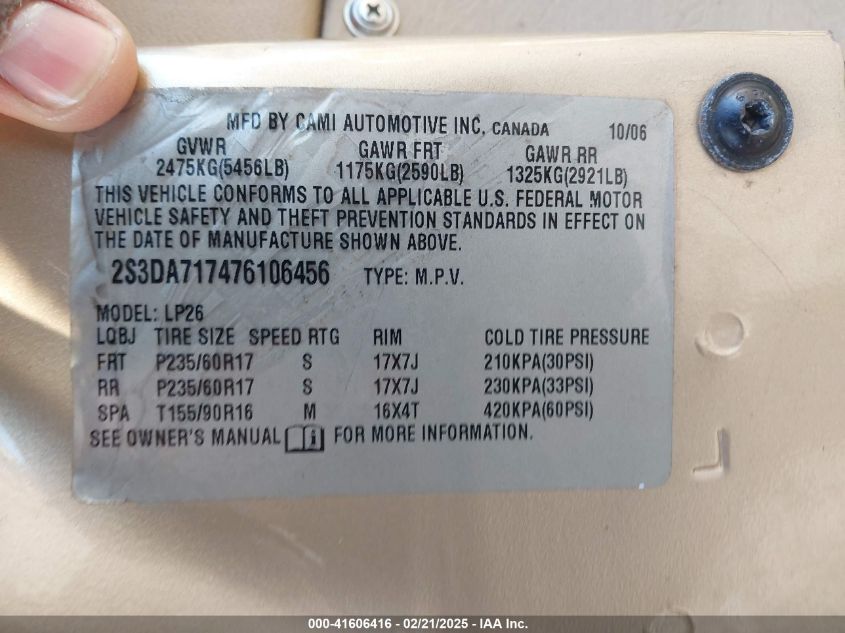 MFD BY CAMI AUTOMOTIVE INC. CANADA 10/06
GVWR GAWR FRT GAWR RR
2475KG(5456LB) 1175KG(2590LB) 1325KG(2921LB)
THIS VEHICLE CONFORMS TO ALL APPLICABLE U.S. FEDERAL MOTOR
VEHICLE SAFETY AND THEFT PREVENTION STANDARDS IN EFFECT ON
THE DATE OF MANUFACTURE SHOWN ABOVE.
2S3DA717476106456 TYPE: M.P.V.
MODEL: LP26
LQBJ TIRE SIZE SPEED RTG RIM COLD TIRE PRESSURE
FRT P235/60R17 S 17X7J 210KPA(30PSI)
RR P235/60R17 S 17X7J 230KPA(33PSI)
SPA T155/90R16 M 16X4T 420KPA(60PSI)
SEE OWNER'S MANUAL i FOR MORE INFORMATION.
000-41606416 - 02/21/2025 - IAA Inc.